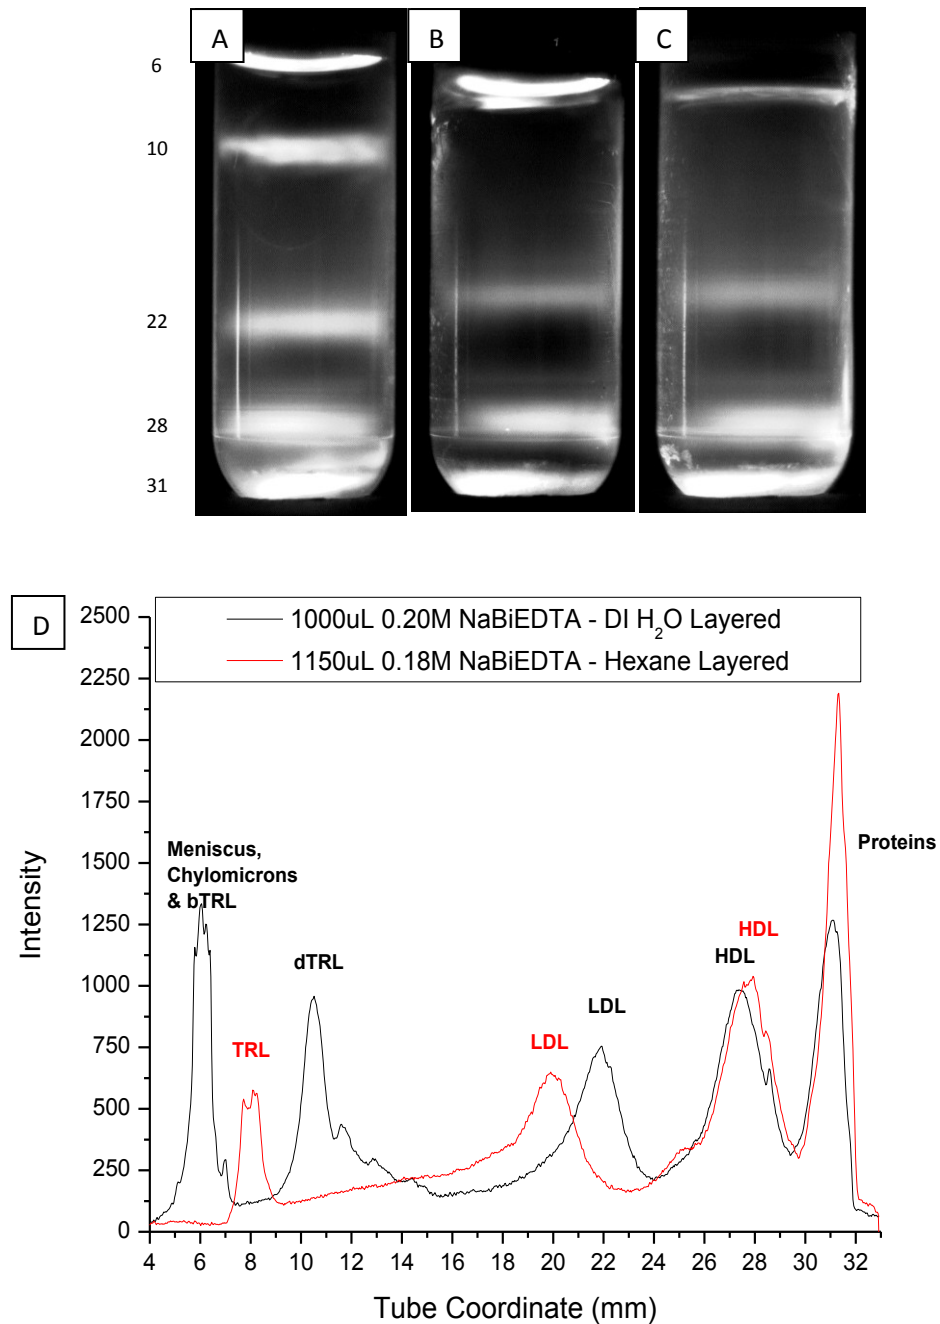 A
B
C
6
10
22
28
31
D
1000uL 0.20M NaBiEDTA - DI H2O Layered
1150uL 0.18M NaBiEDTA - Hexane Layered
2500
2250
2000
1750
1500
1250
1000
750
500
250
0
Intensity
Meniscus,
Chylomicrons
& bTRL
TRL
dTRL
LDL
LDL
HDL
HDL
Proteins
4 6 8 10 12 14 16 18 20 22 24 26 28 30 32
Tube Coordinate (mm)